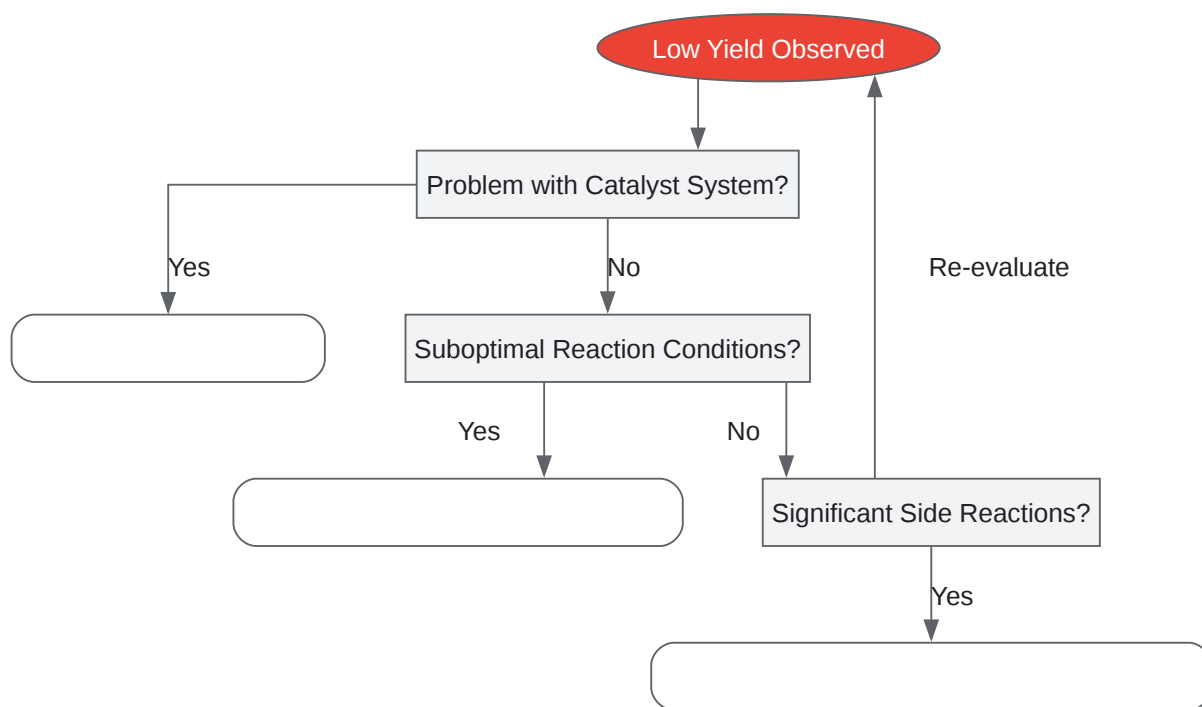 Low Yield Observed
Problem with Catalyst System?
Yes
No
Re-evaluate
Suboptimal Reaction Conditions?
Yes
No
Significant Side Reactions?
Yes